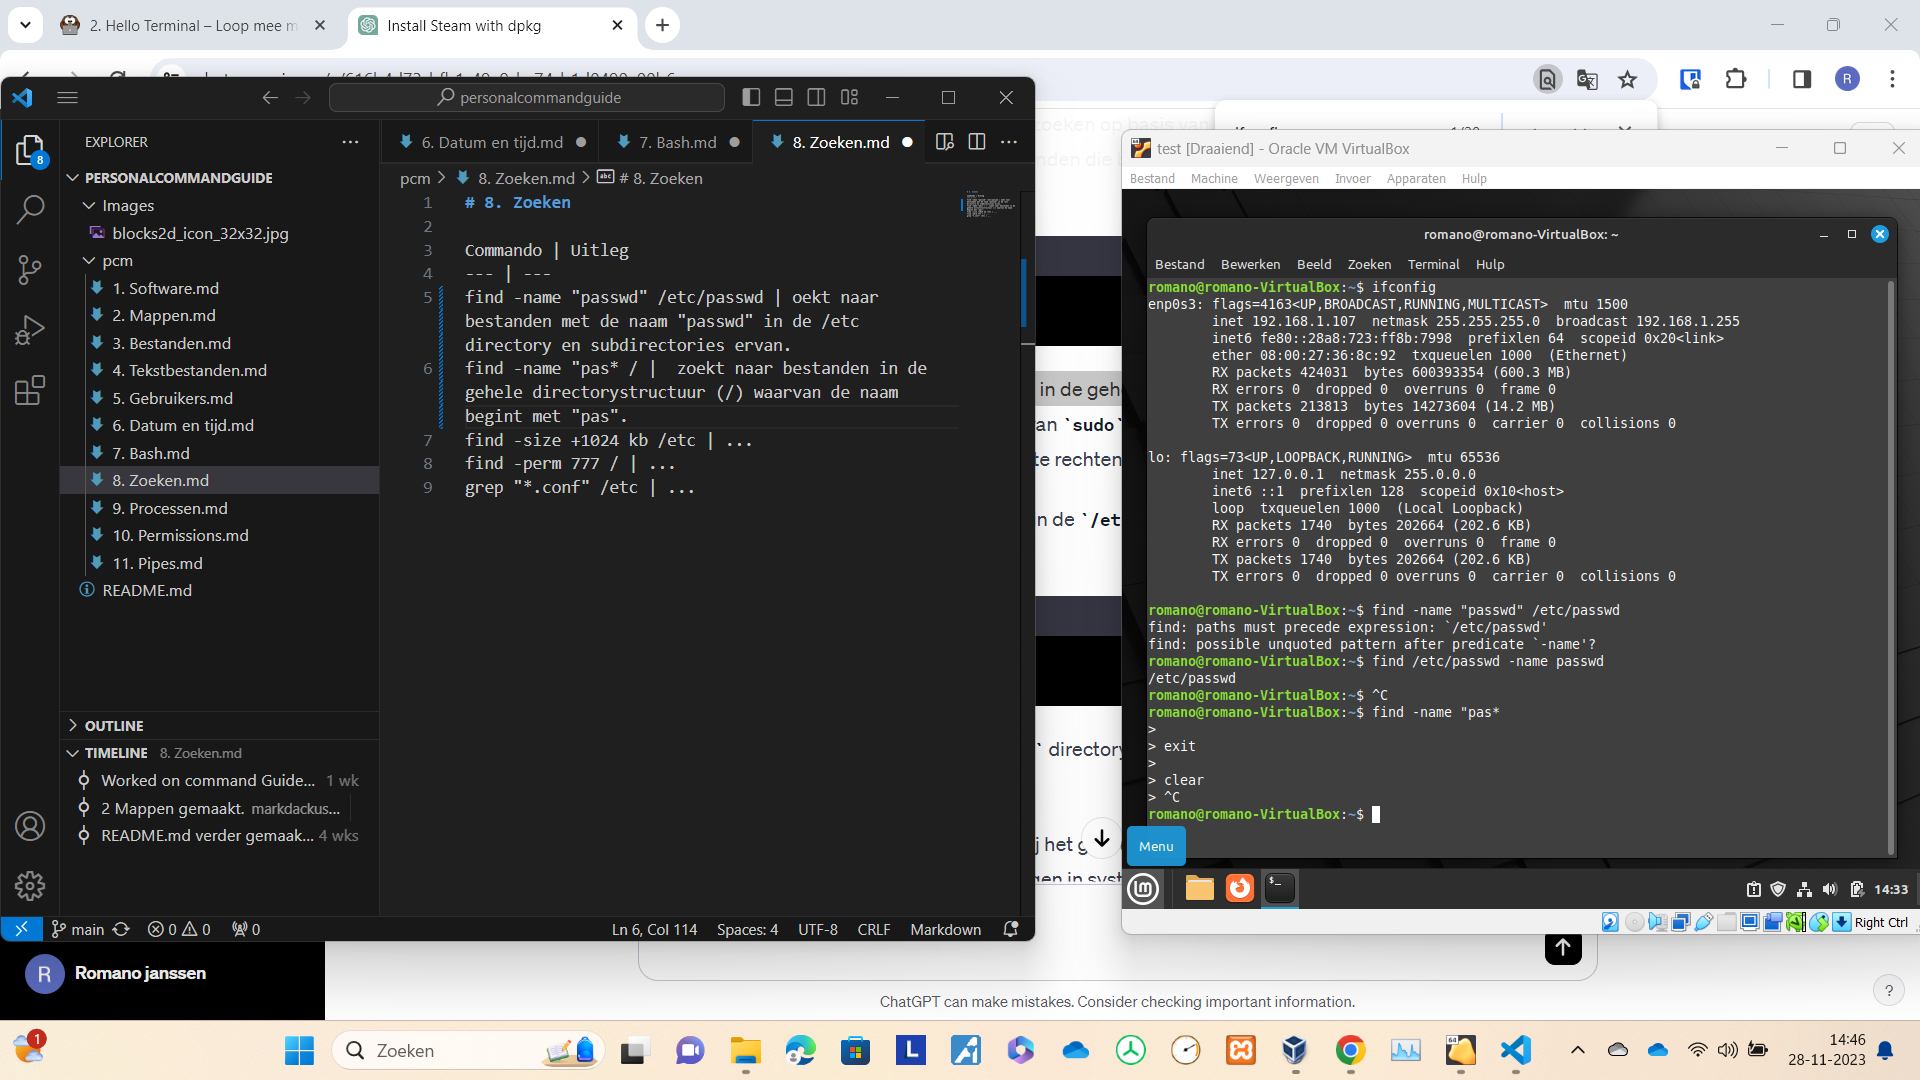 2. Hello Terminal – Loop mee m
Install Steam with dpkg
R
personalcommandguide
EXPLORER
8
PERSONALCOMMANDGUIDE
Images
blocks2d_icon_32x32.jpg
pcm
1. Software.md
2. Mappen.md
3. Bestanden.md
4. Tekstbestanden.md
5. Gebruikers.md
6. Datum en tijd.md
7. Bash.md
8. Zoeken.md
9. Processen.md
10. Permissions.md
11. Pipes.md
README.md
OUTLINE
TIMELINE 8. Zoeken.md
Worked on command Guide... 1 wk
2 Mappen gemaakt. markdackus...
README.md verder gemaak... 4 wks
6. Datum en tijd.md
7. Bash.md
8. Zoeken.md
pcm > 8. Zoeken.md > # 8. Zoeken
1 # 8. Zoeken
2
3 Commando | Uitleg
4 --- | ---
5 find -name "passwd" /etc/passwd | oekt naar
bestanden met de naam "passwd" in de /etc
directory en subdirectories ervan.
6 find -name "pas* / |  zoekt naar bestanden in de
gehele directorystructuur (/) waarvan de naam
begint met "pas".
7 find -size +1024 kb /etc | ...
8 find -perm 777 / | ...
9 grep "*.conf" /etc | ...
main 0 0 0
Ln 6, Col 114 Spaces: 4 UTF-8 CRLF Markdown
zoeken op basis van
nden die b
in de geh
an `sudo`
te rechten
n de `/et
` directory
j het g
gen in syst
test [Draaiend] - Oracle VM VirtualBox
Bestand Machine Weergeven Invoer Apparaten Hulp
romano@romano-VirtualBox: ~
Bestand Bewerken Beeld Zoeken Terminal Hulp
romano@romano-VirtualBox:~$ ifconfig
enp0s3: flags=4163<UP,BROADCAST,RUNNING,MULTICAST>  mtu 1500
inet 192.168.1.107  netmask 255.255.255.0  broadcast 192.168.1.255
inet6 fe80::28a8:723:ff8b:7998  prefixlen 64  scopeid 0x20<link>
ether 08:00:27:36:8c:92  txqueuelen 1000  (Ethernet)
RX packets 424031  bytes 600393354 (600.3 MB)
RX errors 0  dropped 0  overruns 0  frame 0
TX packets 213813  bytes 14273604 (14.2 MB)
TX errors 0  dropped 0 overruns 0  carrier 0  collisions 0
lo: flags=73<UP,LOOPBACK,RUNNING>  mtu 65536
inet 127.0.0.1  netmask 255.0.0.0
inet6 ::1  prefixlen 128  scopeid 0x10<host>
loop  txqueuelen 1000  (Local Loopback)
RX packets 1740  bytes 202664 (202.6 KB)
RX errors 0  dropped 0  overruns 0  frame 0
TX packets 1740  bytes 202664 (202.6 KB)
TX errors 0  dropped 0 overruns 0  carrier 0  collisions 0
romano@romano-VirtualBox:~$ find -name "passwd" /etc/passwd
find: paths must precede expression: `/etc/passwd'
find: possible unquoted pattern after predicate `-name'?
romano@romano-VirtualBox:~$ find /etc/passwd -name passwd
/etc/passwd
romano@romano-VirtualBox:~$ ^C
romano@romano-VirtualBox:~$ find -name "pas*
>
> exit
>
> clear
> ^C
romano@romano-VirtualBox:~$
Menu
14:33
Right Ctrl
R Romano janssen
ChatGPT can make mistakes. Consider checking important information.
?
1
Zoeken
L
64
14:46
28-11-2023